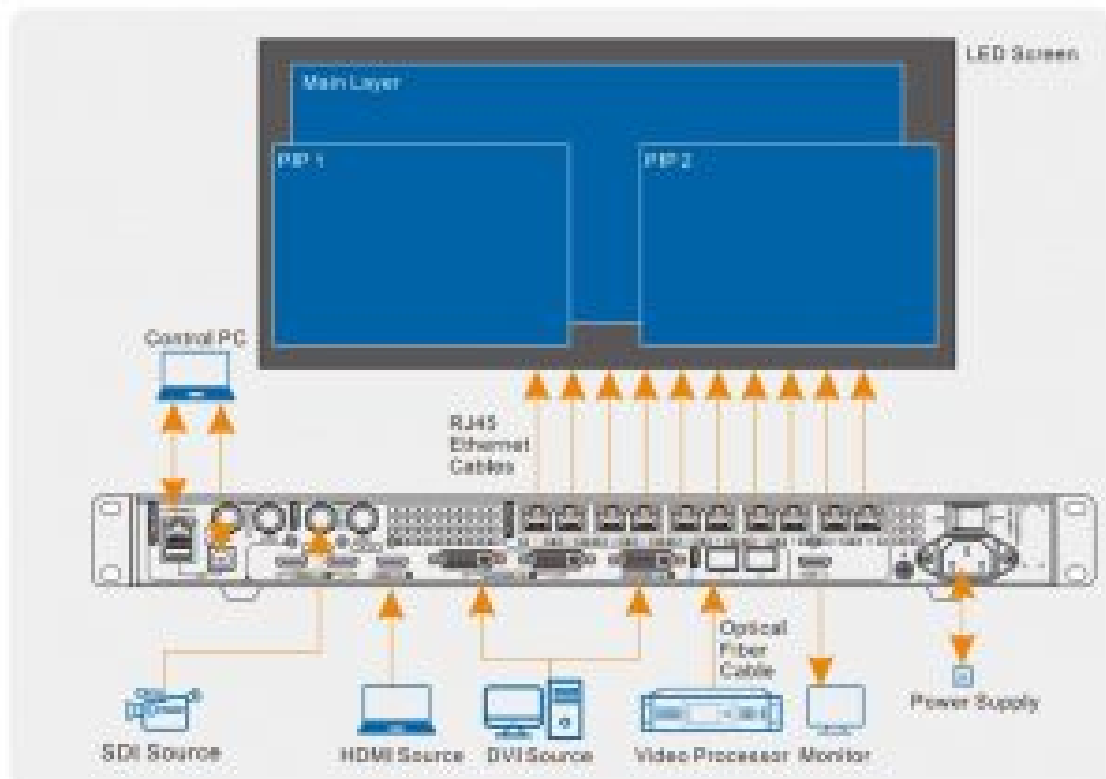 LED Screen
Main Layer
PIP 1
PIP 2
Control PC
RJ45
Ethernet
Cables
Optical
Fiber
Cable
SDI Source
HDMI Source
DVI Source
Video Processor
Monitor
Power Supply